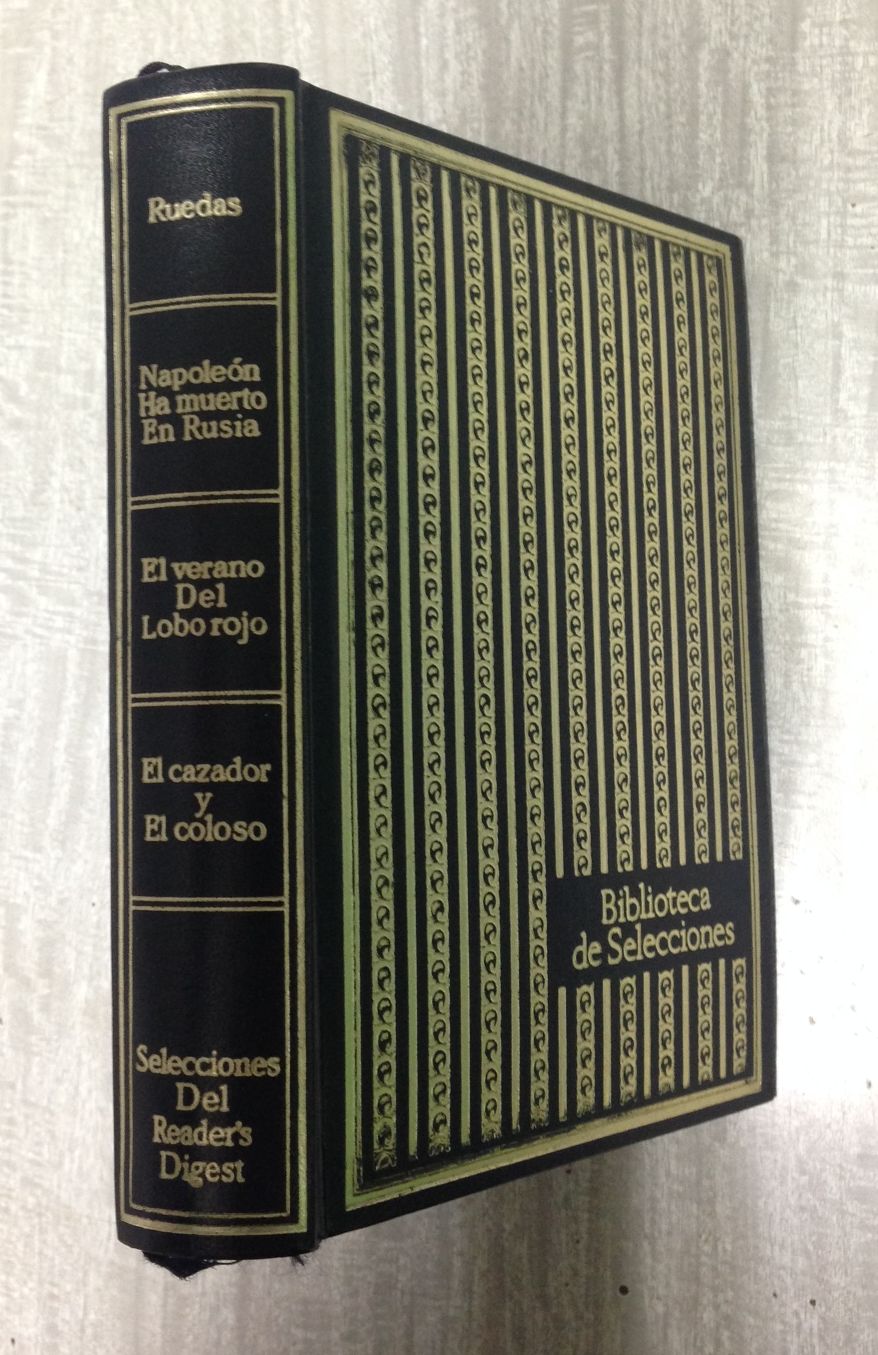 Ruedas
Napoleón
Ha muerto
En Rusia
El verano
Del
Lobo rojo
El cazador
y
El coloso
Selecciones
Del
Reader's
Digest
Biblioteca
de Selecciones